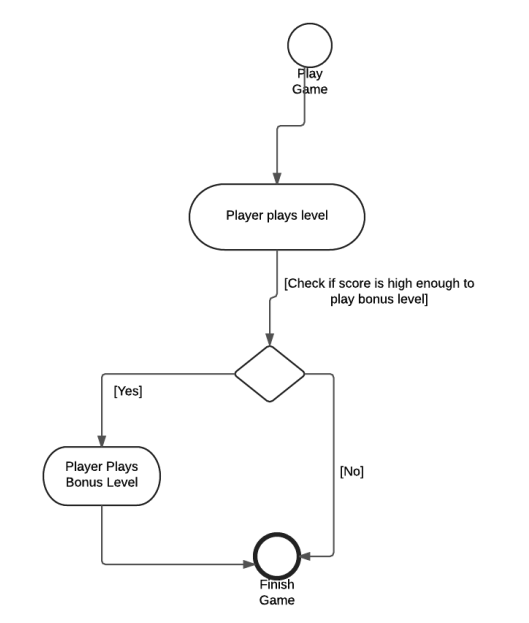 Play
Game
Player plays level
[Check if score is high enough to
play bonus level]
[Yes]
Player Plays
Bonus Level
[No]
Finish
Game